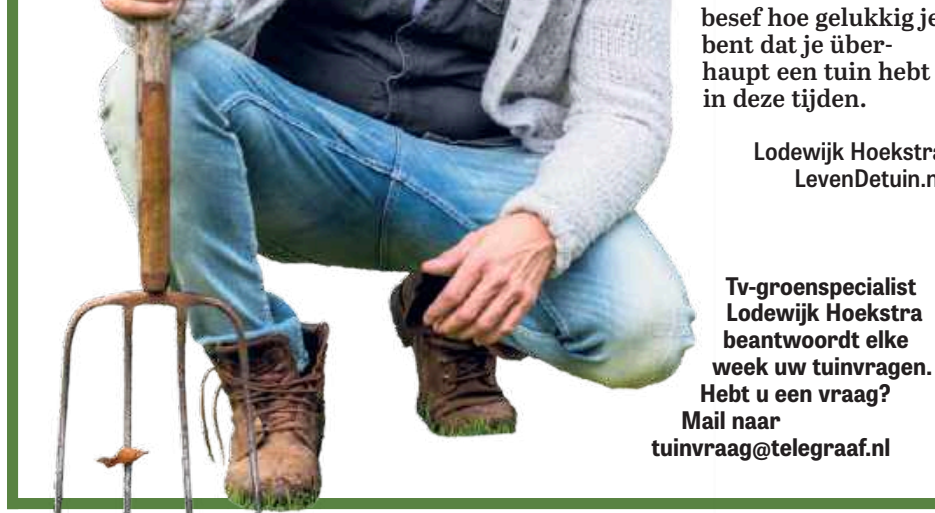 besef hoe gelukkig je
bent dat je über-
haupt een tuin hebt
in deze tijden.
Lodewijk Hoekstra
LevenDetuin.n
Tv-groenspecialist
Lodewijk Hoekstra
beantwoordt elke
week uw tuinvragen.
Hebt u een vraag?
Mail naar
tuinvraag@telegraaf.nl